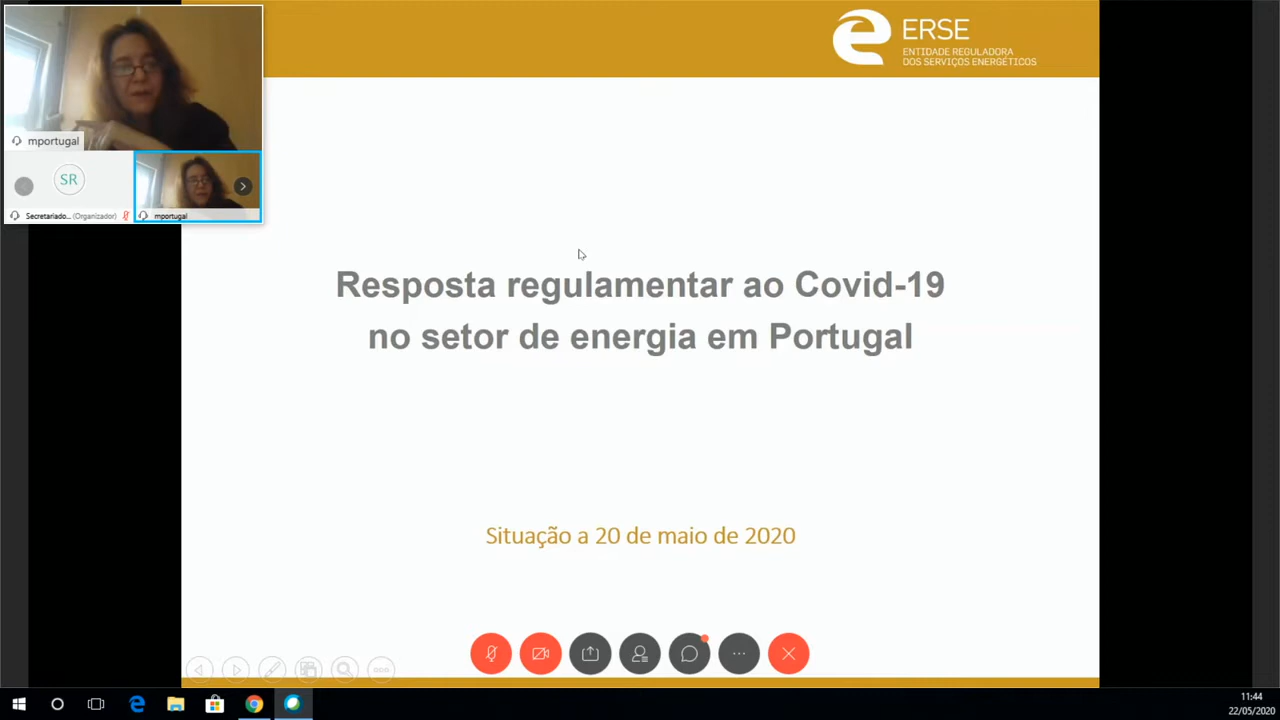 ERSE
ENTIDADE REGULADORA
DOS SERVIÇOS ENERGÉTICOS
mportugal
SR
Secretariado... (Organizador)
mportugal
Resposta regulamentar ao Covid-19
no setor de energia em Portugal
Situação a 20 de maio de 2020
11:44
22/05/2020